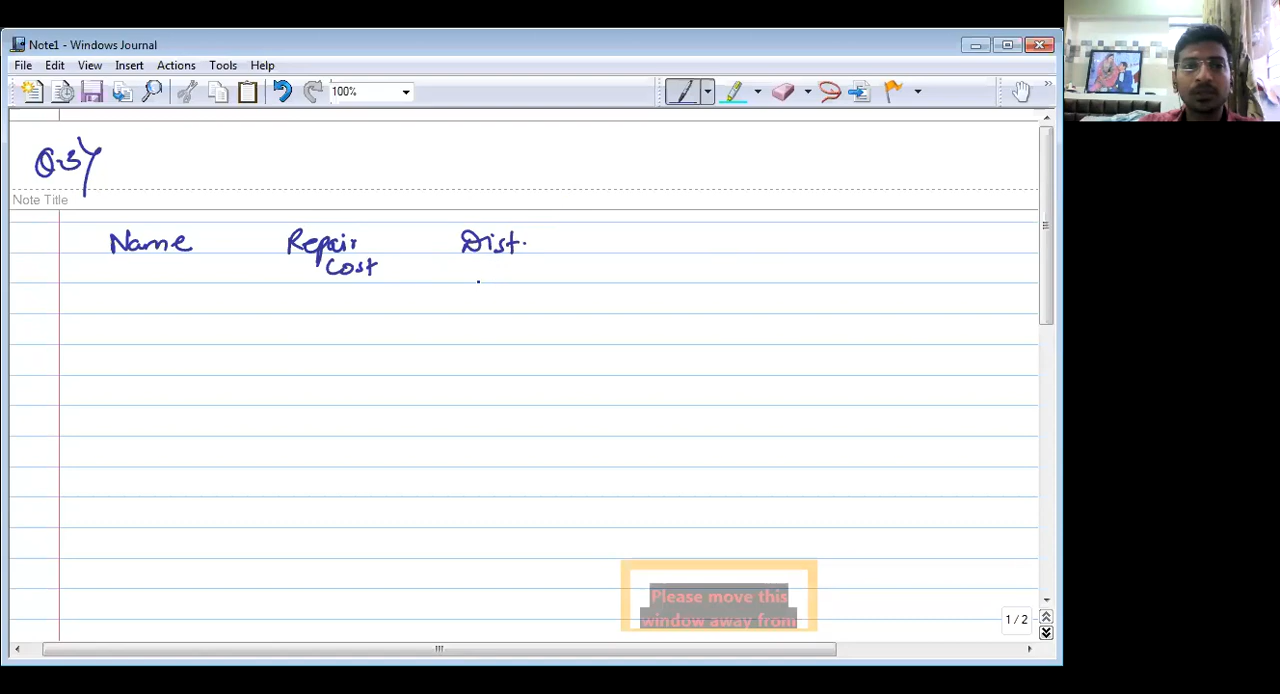 Note1 - Windows Journal
File Edit View Insert Actions Tools Help
100%
Q-3Y
Note Title
Name Repair Dist.
Cost
Please move this
window away from
1 / 2